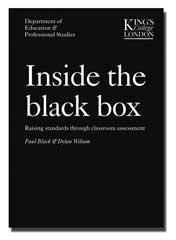 Department of
Education &
Professional Studies
KING'S
College
LONDON
Inside the
black box
Raising standards through classroom assessment
Paul Black & Dylan Wiliam